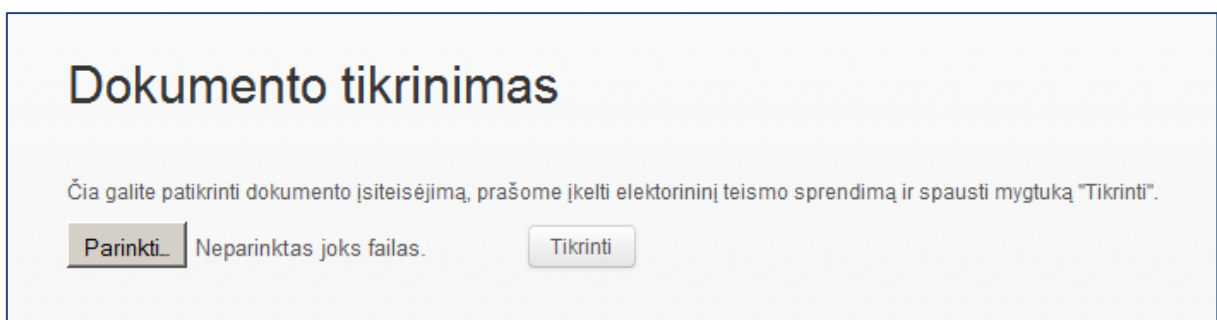 Dokumento tikrinimas
Čia galite patikrinti dokumento įsiteisėjimą, prašome įkelti elektorininį teismo sprendimą ir spausti mygtuką "Tikrinti".
Parinkti... Neparinktas joks failas. Tikrinti